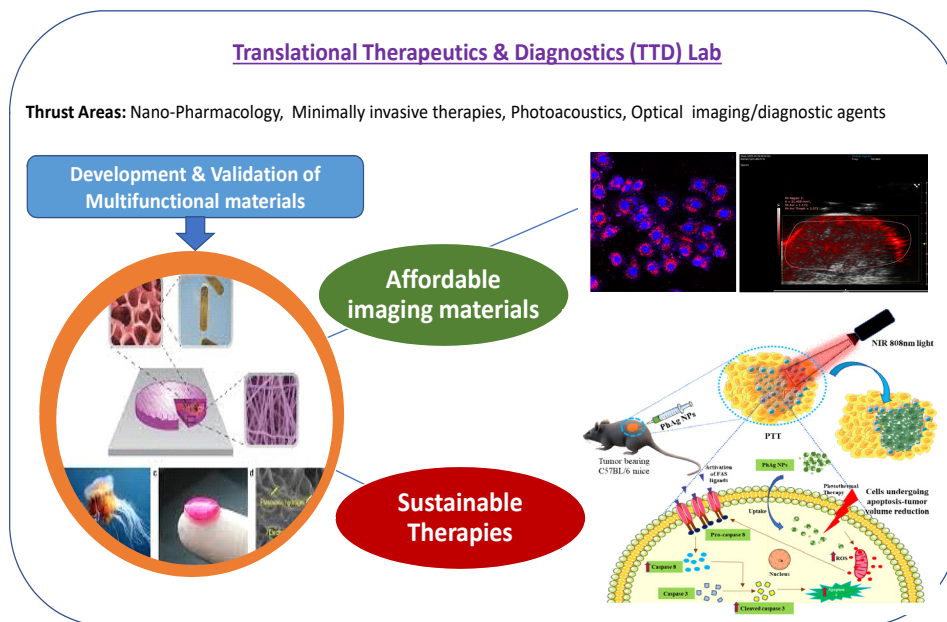 Translational Therapeutics & Diagnostics (TTD) Lab
Thrust Areas: Nano-Pharmacology, Minimally invasive therapies, Photoacoustics, Optical imaging/diagnostic agents
Development & Validation of
Multifunctional materials
Affordable
imaging materials
Sustainable
Therapies
c
d
NIR 808nm light
PTT
PbAg NPs
Tumor bearing
C57BL/6 mice
Activation
of FAS
ligands
PbAg NPs
Photothermal
Therapy
Cells undergoing
apoptosis-tumor
volume reduction
Uptake
Pro-caspase 8
ROS
Nucleus
Caspase 8
Caspase 3
Cleaved caspase 3